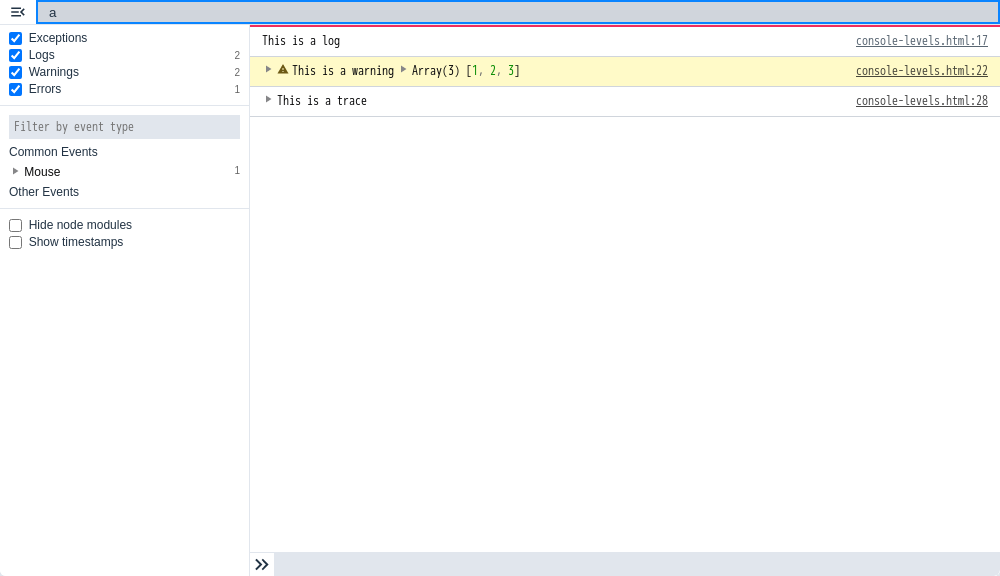 a
Exceptions
Logs 2
Warnings 2
Errors 1
Filter by event type
Common Events
Mouse 1
Other Events
Hide node modules
Show timestamps
This is a log console-levels.html:17
This is a warning Array(3) [1, 2, 3] console-levels.html:22
This is a trace console-levels.html:28